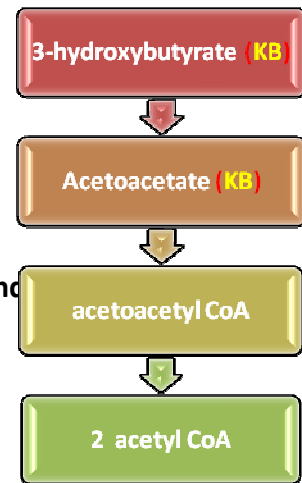 3-hydroxybutyrate (KB)
Acetoacetate (KB)
acetoacetyl CoA
2 acetyl CoA